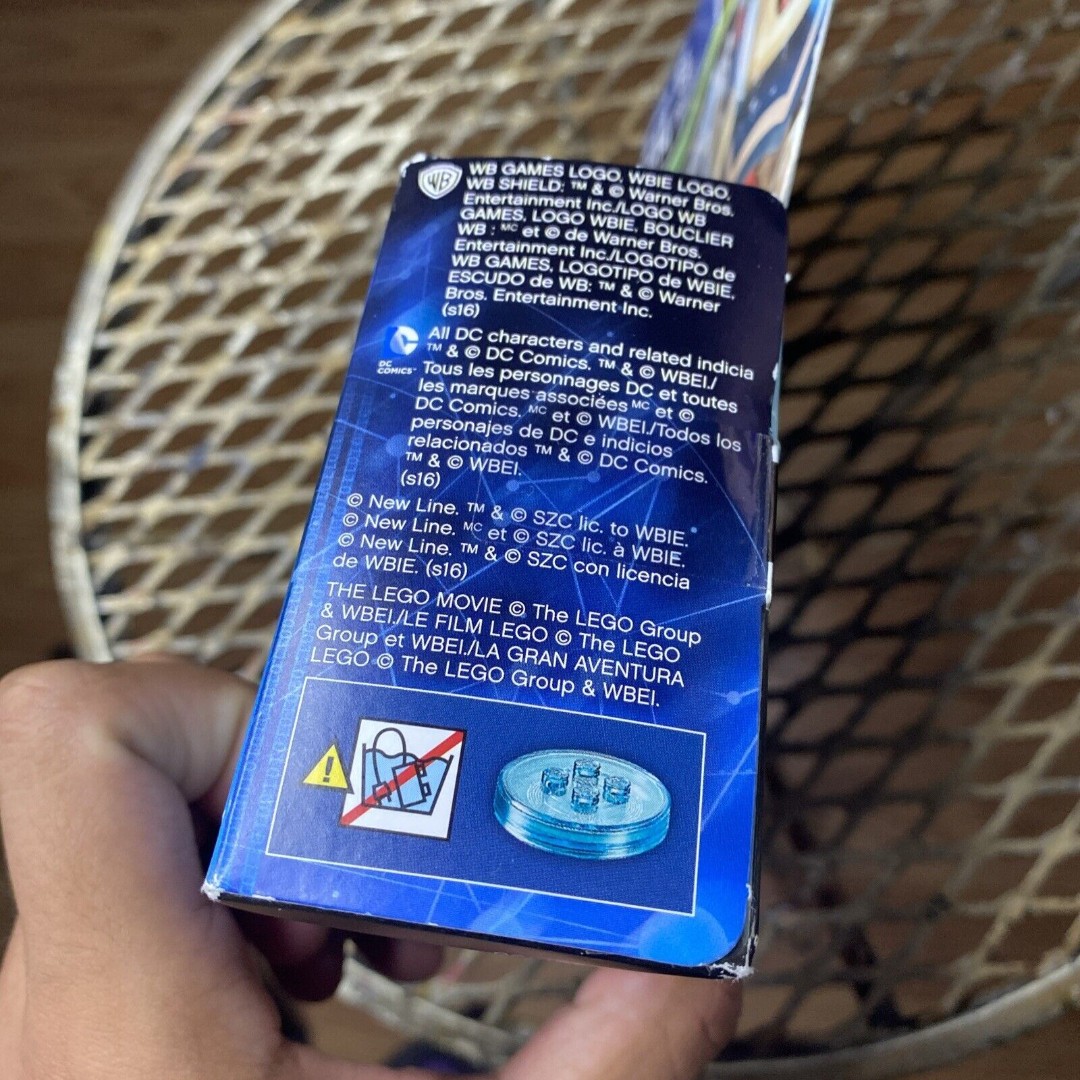 WB
WB GAMES LOGO, WBIE LOGO,
WB SHIELD: ™ & © Warner Bros.
Entertainment Inc./LOGO WB
GAMES, LOGO WBIE, BOUCLIER
WB : MC et © de Warner Bros.
Entertainment Inc./LOGOTIPO de
WB GAMES, LOGOTIPO de WBIE,
ESCUDO de WB: ™ & © Warner
Bros. Entertainment Inc.
(s16)
DC
COMICS™
All DC characters and related indicia
™ & © DC Comics. ™ & © WBEI./
Tous les personnages DC et toutes
les marques associées MC et ©
DC Comics. MC et © WBEI./Todos los
personajes de DC e indicios
relacionados ™ & © DC Comics.
™ & © WBEI.
(s16)
© New Line. ™ & © SZC lic. to WBIE.
© New Line. MC et © SZC lic. à WBIE.
© New Line. ™ & © SZC con licencia
de WBIE. (s16)
THE LEGO MOVIE © The LEGO Group
& WBEI./LE FILM LEGO © The LEGO
Group et WBEI./LA GRAN AVENTURA
LEGO © The LEGO Group & WBEI.